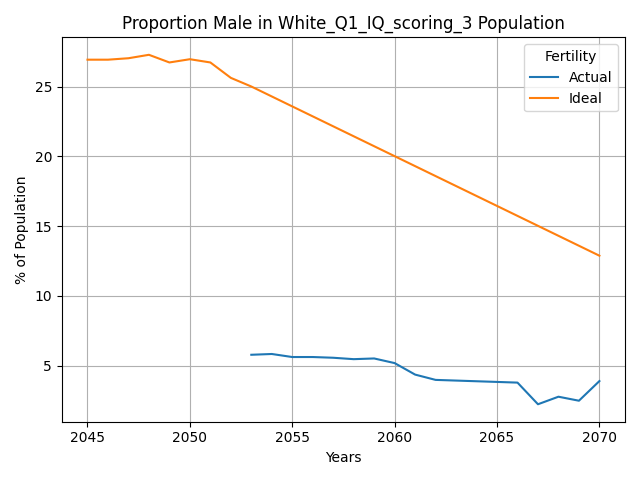 Proportion Male in White_Q1_IQ_scoring_3 Population
Fertility
Actual
Ideal
% of Population
25
20
15
10
5
2045 2050 2055 2060 2065 2070
Years